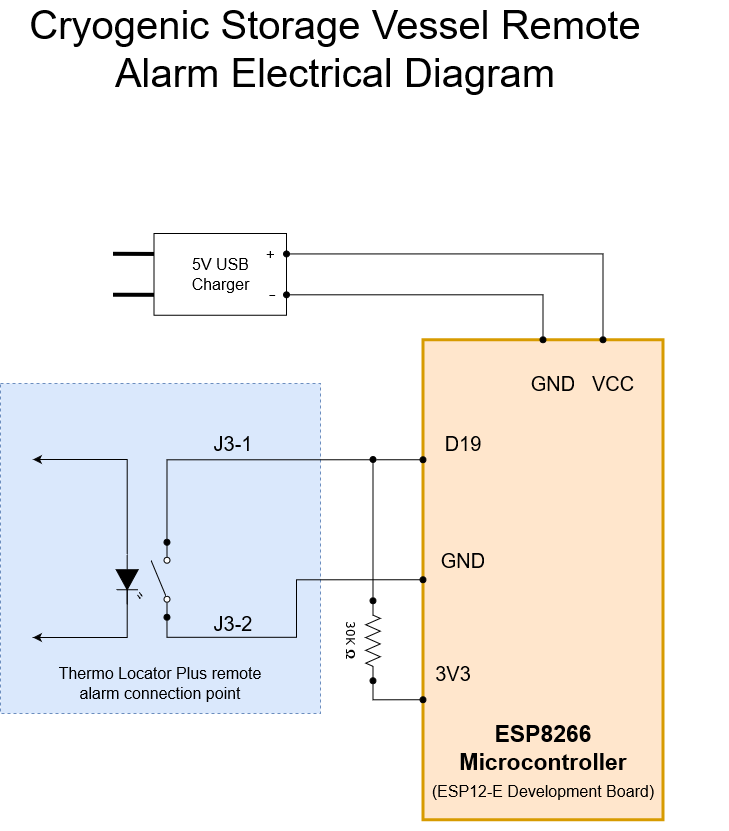 Cryogenic Storage Vessel Remote
Alarm Electrical Diagram
5V USB
Charger
+
-
GND VCC
J3-1
D19
GND
J3-2
30K Ω
3V3
Thermo Locator Plus remote
alarm connection point
ESP8266
Microcontroller
(ESP12-E Development Board)